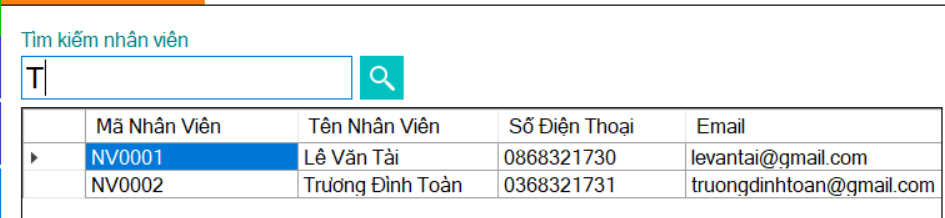 Tìm kiếm nhân viên
T
Mã Nhân Viên Tên Nhân Viên Số Điện Thoại Email
NV0001 Lê Văn Tài 0868321730 levantai@gmail.com
NV0002 Trương Đình Toàn 0368321731 truongdinhtoan@gmail.com